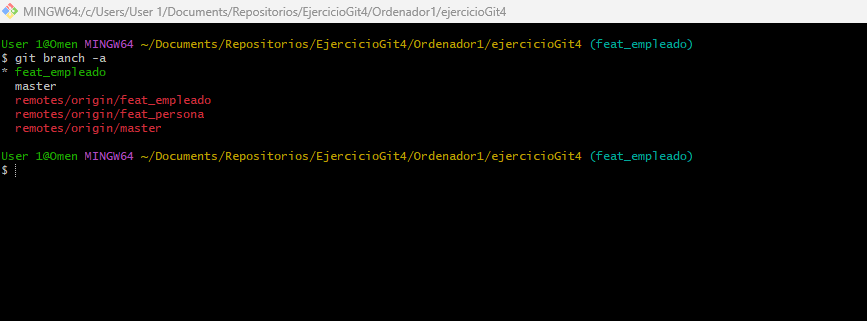 MINGW64:/c/Users/User 1/Documents/Repositorios/EjercicioGit4/Ordenador1/ejercicioGit4
User 1@Omen MINGW64 ~/Documents/Repositorios/EjercicioGit4/Ordenador1/ejercicioGit4 (feat_empleado)
$ git branch -a
* feat_empleado
  master
  remotes/origin/feat_empleado
  remotes/origin/feat_persona
  remotes/origin/master
User 1@Omen MINGW64 ~/Documents/Repositorios/EjercicioGit4/Ordenador1/ejercicioGit4 (feat_empleado)
$